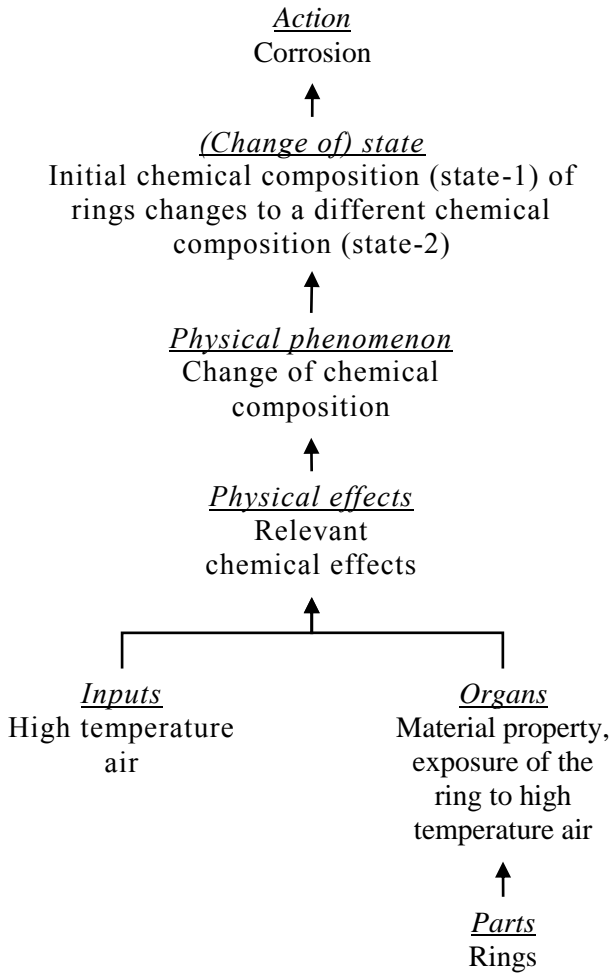 Action
Corrosion
(Change of) state
Initial chemical composition (state-1) of
rings changes to a different chemical
composition (state-2)
Physical phenomenon
Change of chemical
composition
Physical effects
Relevant
chemical effects
Inputs
High temperature
air
Organs
Material property,
exposure of the
ring to high
temperature air
Parts
Rings